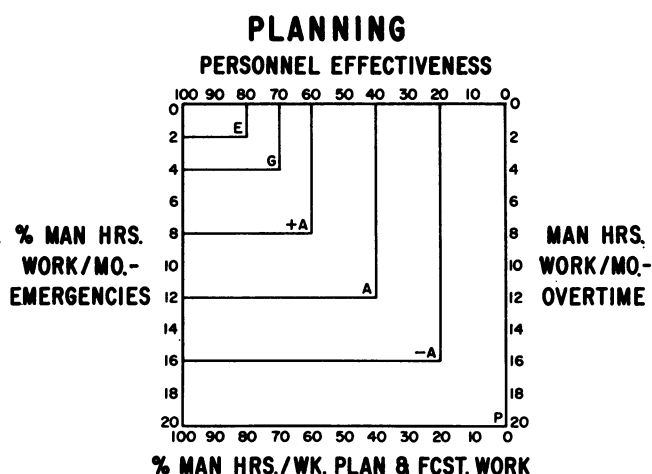 PLANNING
PERSONNEL EFFECTIVENESS
100 90 80 70 60 50 40 30 20 10 0
0 0
E
2 2
G
4 4
6 6
+A
8 8
% MAN HRS.
WORK/MO.-
EMERGENCIES
MAN HRS.
WORK/MO.-
OVERTIME
10 10
A
12 12
14 14
-A
16 16
18 18
P
20 20
100 90 80 70 60 50 40 30 20 10 0
% MAN HRS./WK. PLAN & FCST. WORK